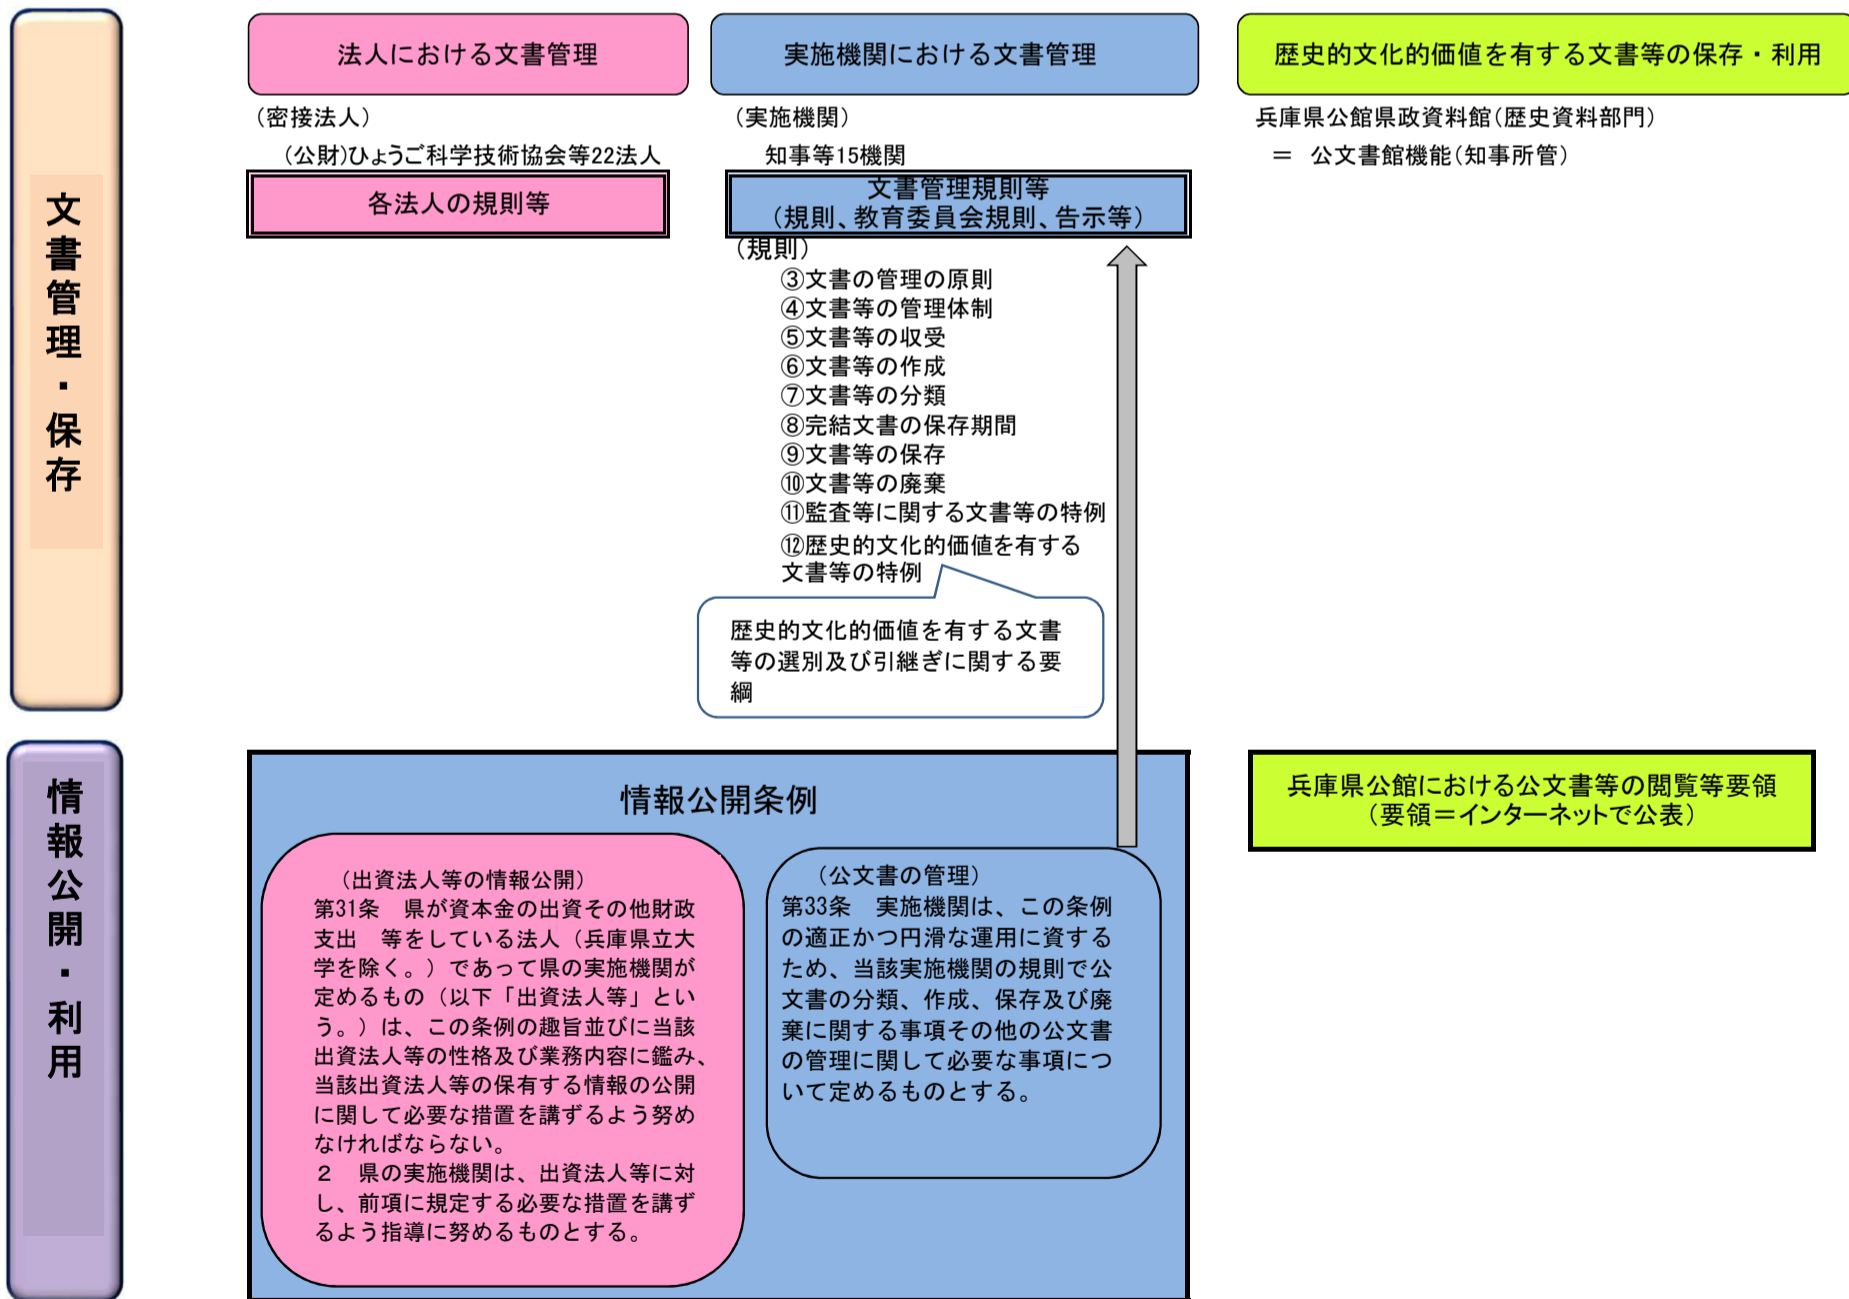 文書管理・保存
法人における文書管理
(密接法人)
(公財)ひょうご科学技術協会等22法人
各法人の規則等
実施機関における文書管理
(実施機関)
知事等15機関
文書管理規則等
(規則、教育委員会規則、告示等)
(規則)
③文書の管理の原則
④文書等の管理体制
⑤文書等の収受
⑥文書等の作成
⑦文書等の分類
⑧完結文書の保存期間
⑨文書等の保存
⑩文書等の廃棄
⑪監査等に関する文書等の特例
⑫歴史的文化的価値を有する
文書等の特例
歴史的文化的価値を有する文書
等の選別及び引継ぎに関する要
綱
歴史的文化的価値を有する文書等の保存・利用
兵庫県公館県政資料館(歴史資料部門)
＝ 公文書館機能(知事所管)
情報公開・利用
情報公開条例
(出資法人等の情報公開)
第31条　県が資本金の出資その他財政
支出　等をしている法人（兵庫県立大
学を除く。）であって県の実施機関が
定めるもの（以下「出資法人等」とい
う。）は、この条例の趣旨並びに当該
出資法人等の性格及び業務内容に鑑み、
当該出資法人等の保有する情報の公開
に関して必要な措置を講ずるよう努め
なければならない。
２　県の実施機関は、出資法人等に対
し、前項に規定する必要な措置を講ず
るよう指導に努めるものとする。
(公文書の管理)
第33条　実施機関は、この条例
の適正かつ円滑な運用に資する
ため、当該実施機関の規則で公
文書の分類、作成、保存及び廃
棄に関する事項その他の公文書
の管理に関して必要な事項につ
いて定めるものとする。
兵庫県公館における公文書等の閲覧等要領
(要領＝インターネットで公表)